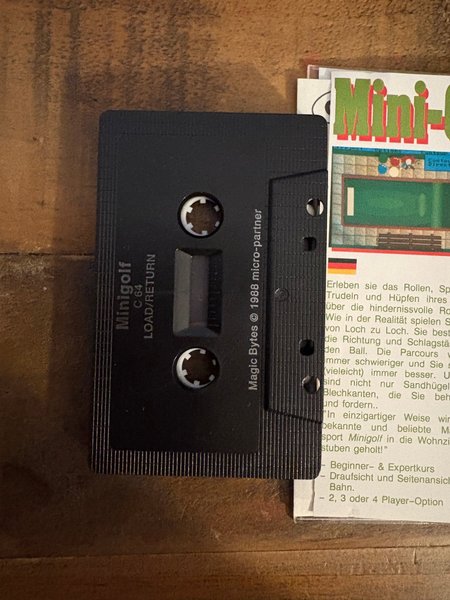 Minigolf
C 64
LOAD/RETURN
Magic Bytes © 1988 micro-partner
Mini-
Erleben sie das Rollen, Sp
Trudeln und Hüpfen ihres
über die hindernissvolle Ro
Wie in der Realität spielen S
von Loch zu Loch. Sie best
die Richtung und Schlagstä
den Ball. Die Parcours w
immer schwieriger und Sie
(vieleicht) immer besser. U
sind nicht nur Sandhügel
Blechkanten, die Sie beh
und fordern..
"In einzigartiger Weise wir
bekannte und beliebte Mi
sport Minigolf in die Wohnzi
stuben geholt!"
- Beginner- & Expertkurs
- Draufsicht und Seitenansic
Bahn.
- 2, 3 oder 4 Player-Option